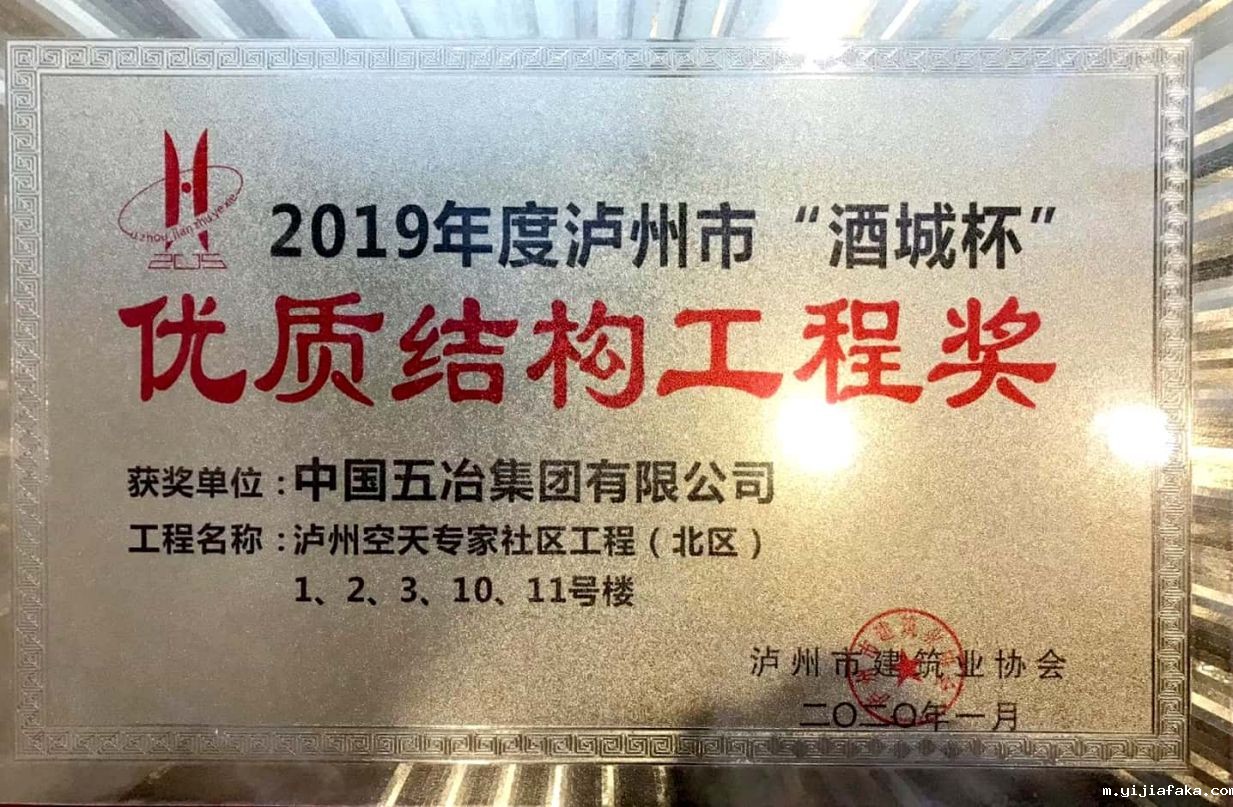 2019年度泸州市“酒城杯”
优质结构工程奖
获奖单位：中国五冶集团有限公司
工程名称：泸州空天专家社区工程（北区）
1、2、3、10、11号楼
泸州市建筑业协会
二〇二〇年一月
m.yijiafaka.com